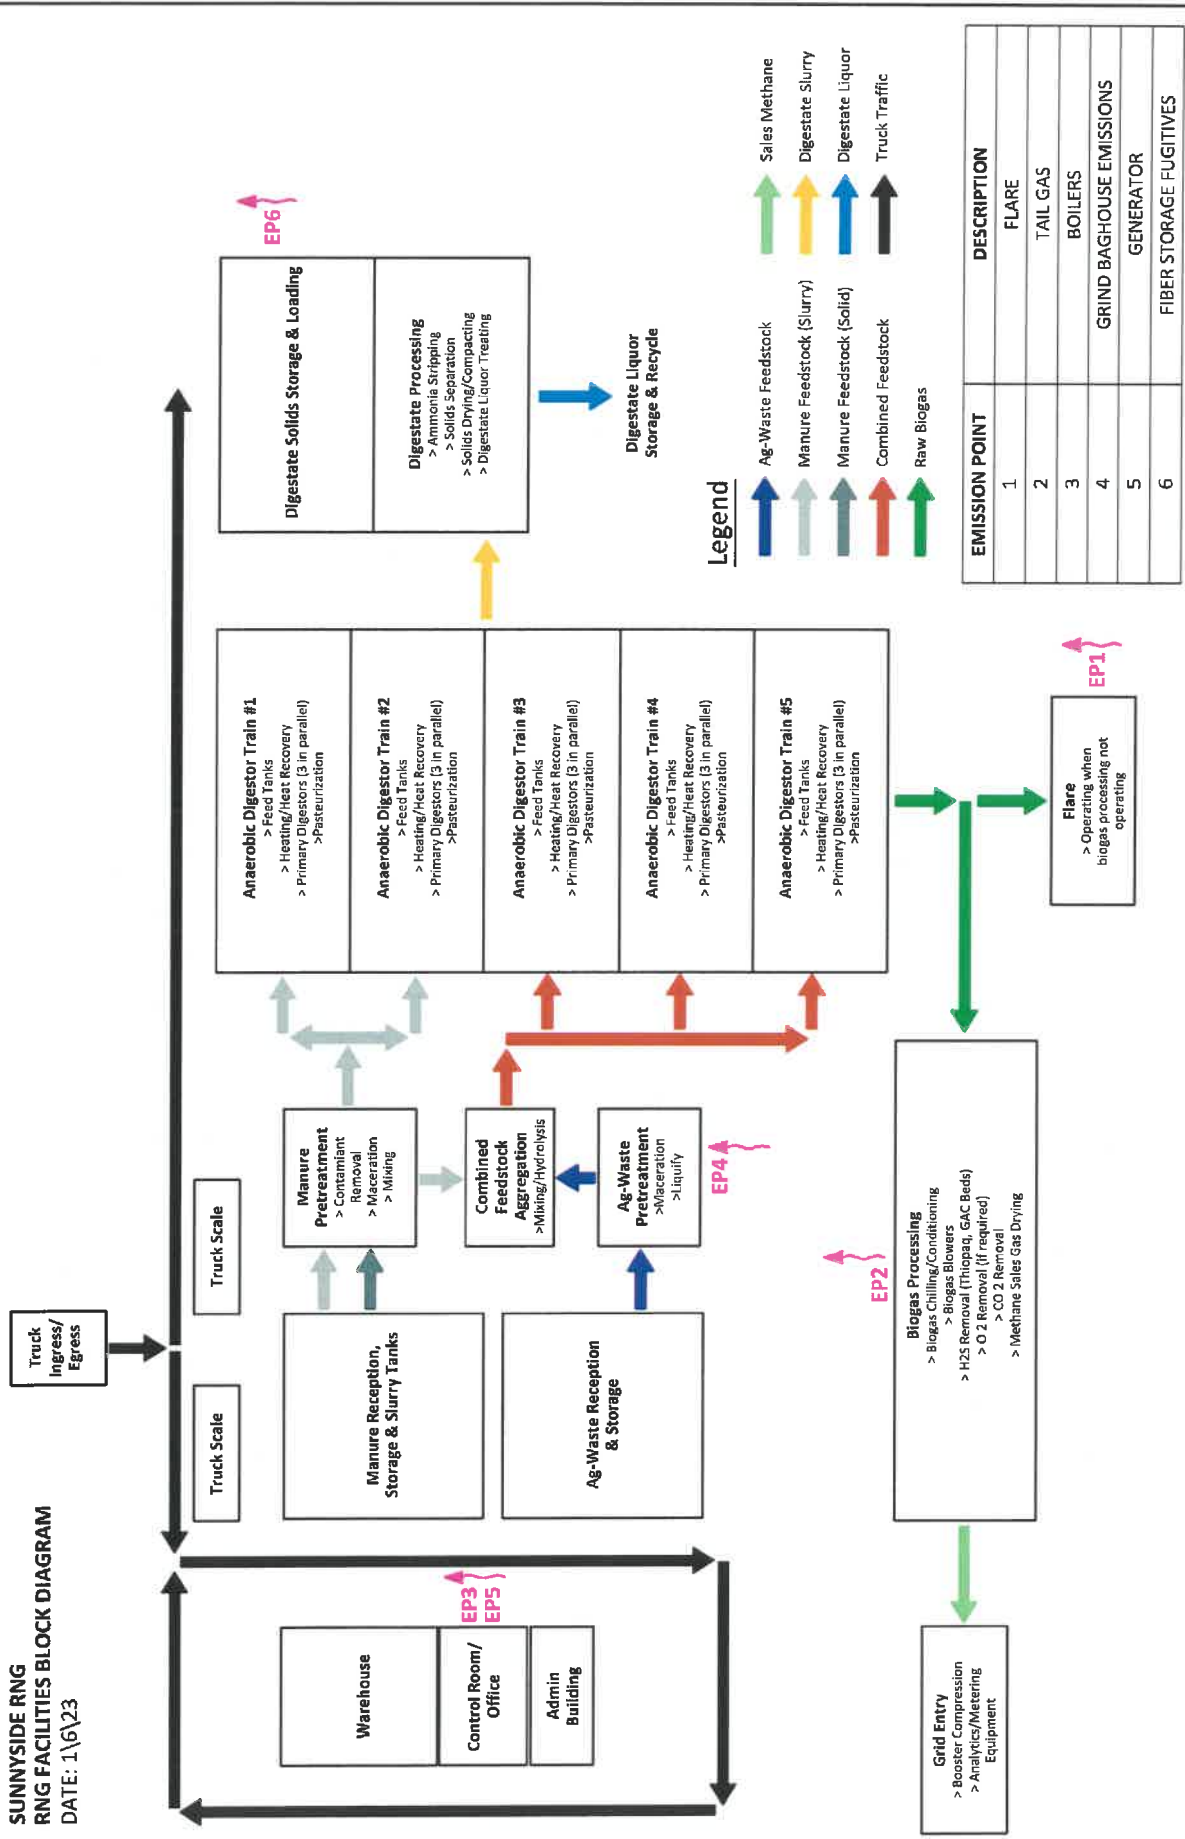 SUNNYSIDE RNG
RNG FACILITIES BLOCK DIAGRAM
DATE: 1\6\23
Truck
Ingress/
Egress
Truck Scale
Truck Scale
Warehouse
Control Room/
Office
Admin
Building
EP3
EP5
Manure Reception,
Storage & Slurry Tanks
Ag-Waste Reception
& Storage
Manure
Pretreatment
> Contamiant
Removal
> Maceration
> Mixing
Combined
Feedstock
Aggregation
>Mixing/Hydrolysis
Ag-Waste
Pretreatment
>Maceration
>Liquify
EP4
Anaerobic Digestor Train #1
> Feed Tanks
> Heating/Heat Recovery
> Primary Digestors (3 in parallel)
>Pasteurization
Anaerobic Digestor Train #2
> Feed Tanks
> Heating/Heat Recovery
> Primary Digestors (3 in parallel)
>Pasteurization
Anaerobic Digestor Train #3
> Feed Tanks
> Heating/Heat Recovery
> Primary Digestors (3 in parallel)
>Pasteurization
Anaerobic Digestor Train #4
> Feed Tanks
> Heating/Heat Recovery
> Primary Digestors (3 in parallel)
>Pasteurization
Anaerobic Digestor Train #5
> Feed Tanks
> Heating/Heat Recovery
> Primary Digestors (3 in parallel)
>Pasteurization
Digestate Solids Storage & Loading
EP6
Digestate Processing
> Ammonia Stripping
> Solids Separation
> Solids Drying/Compacting
> Digestate Liquor Treating
Digestate Liquor
Storage & Recycle
Grid Entry
> Booster Compression
> Analytics/Metering
Equipment
EP2
Biogas Processing
> Biogas Chilling/Conditioning
> Biogas Blowers
> H2S Removal (Thiopaq, GAC Beds)
> O 2 Removal (if required)
> CO 2 Removal
> Methane Sales Gas Drying
Flare
> Operating when
biogas processing not
operating
EP1
Legend
Ag-Waste Feedstock
Manure Feedstock (Slurry)
Manure Feedstock (Solid)
Combined Feedstock
Raw Biogas
Sales Methane
Digestate Slurry
Digestate Liquor
Truck Traffic
EMISSION POINT DESCRIPTION
1 FLARE
2 TAIL GAS
3 BOILERS
4 GRIND BAGHOUSE EMISSIONS
5 GENERATOR
6 FIBER STORAGE FUGITIVES